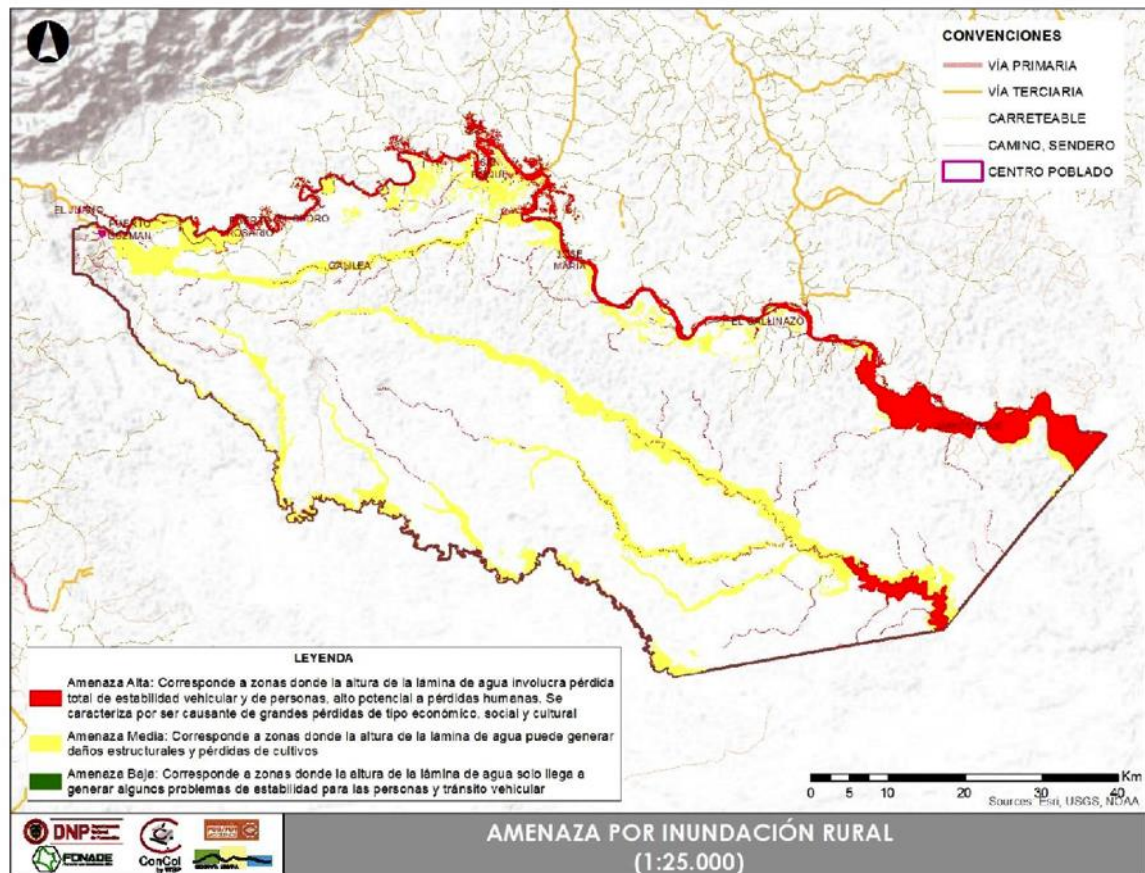 CONVENCIONES
VÍA PRIMARIA
VÍA TERCIARIA
CARRETEABLE
CAMINO, SENDERO
CENTRO POBLADO
PUERTO
GUZMAN
GALILEA
JOSE
MARIA
EL GALLINAZO
LEYENDA
Amenaza Alta: Corresponde a zonas donde la altura de la lámina de agua involucra pérdida
total de estabilidad vehicular y de personas, alto potencial a pérdidas humanas. Se
caracteriza por ser causante de grandes pérdidas de tipo económico, social y cultural
Amenaza Media: Corresponde a zonas donde la altura de la lámina de agua puede generar
daños estructurales y pérdidas de cultivos
Amenaza Baja: Corresponde a zonas donde la altura de la lámina de agua solo llega a
generar algunos problemas de estabilidad para las personas y tránsito vehicular
Km
0 5 10 20 30 40
Sources: Esri, USGS, NOAA
DNP
FONADE
ConCol
by WSP
AMENAZA POR INUNDACIÓN RURAL
(1:25.000)